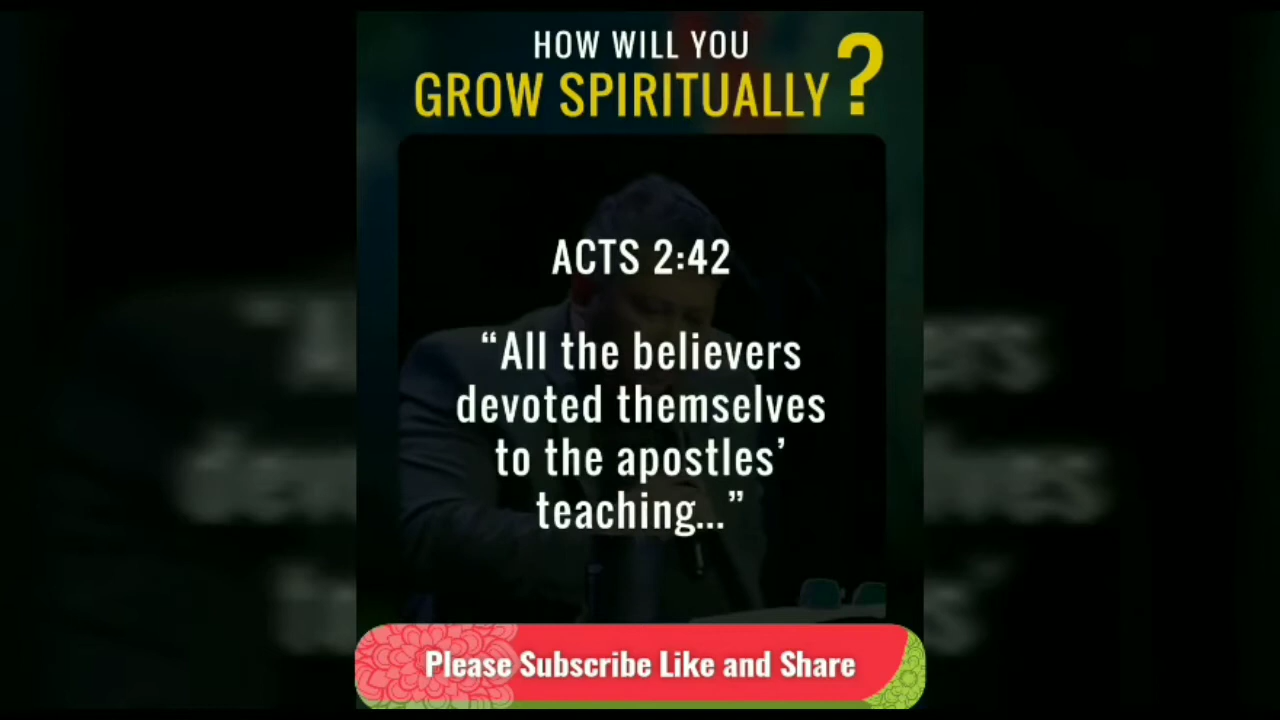 HOW WILL YOU
GROW SPIRITUALLY?
ACTS 2:42
“All the believers
devoted themselves
to the apostles’
teaching...”
Please Subscribe Like and Share